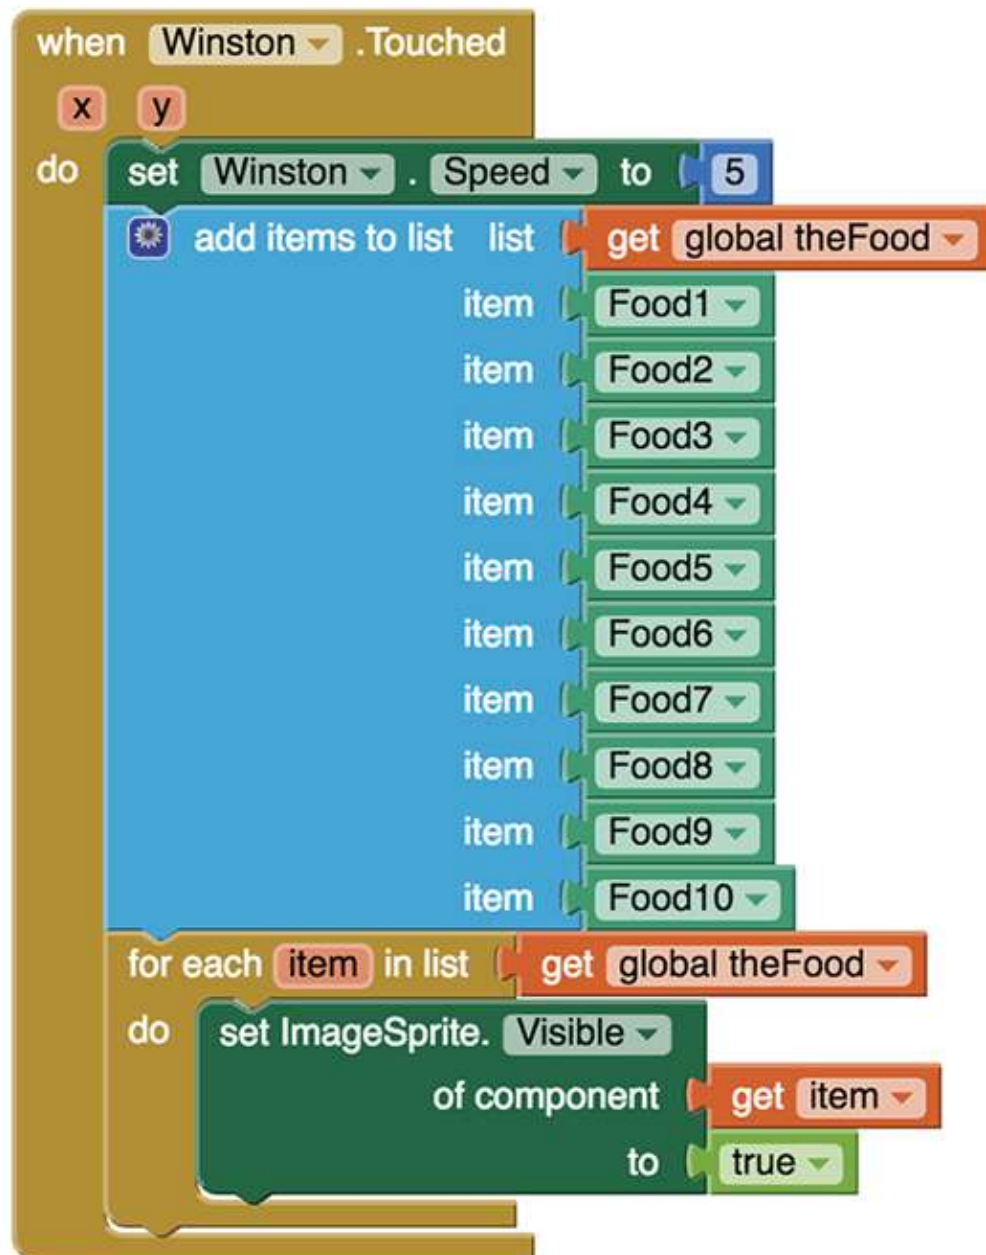 when Winston .Touched
x y
do set Winston . Speed to 5
add items to list list get global theFood
item Food1
item Food2
item Food3
item Food4
item Food5
item Food6
item Food7
item Food8
item Food9
item Food10
for each item in list get global theFood
do set ImageSprite. Visible
of component get item
to true